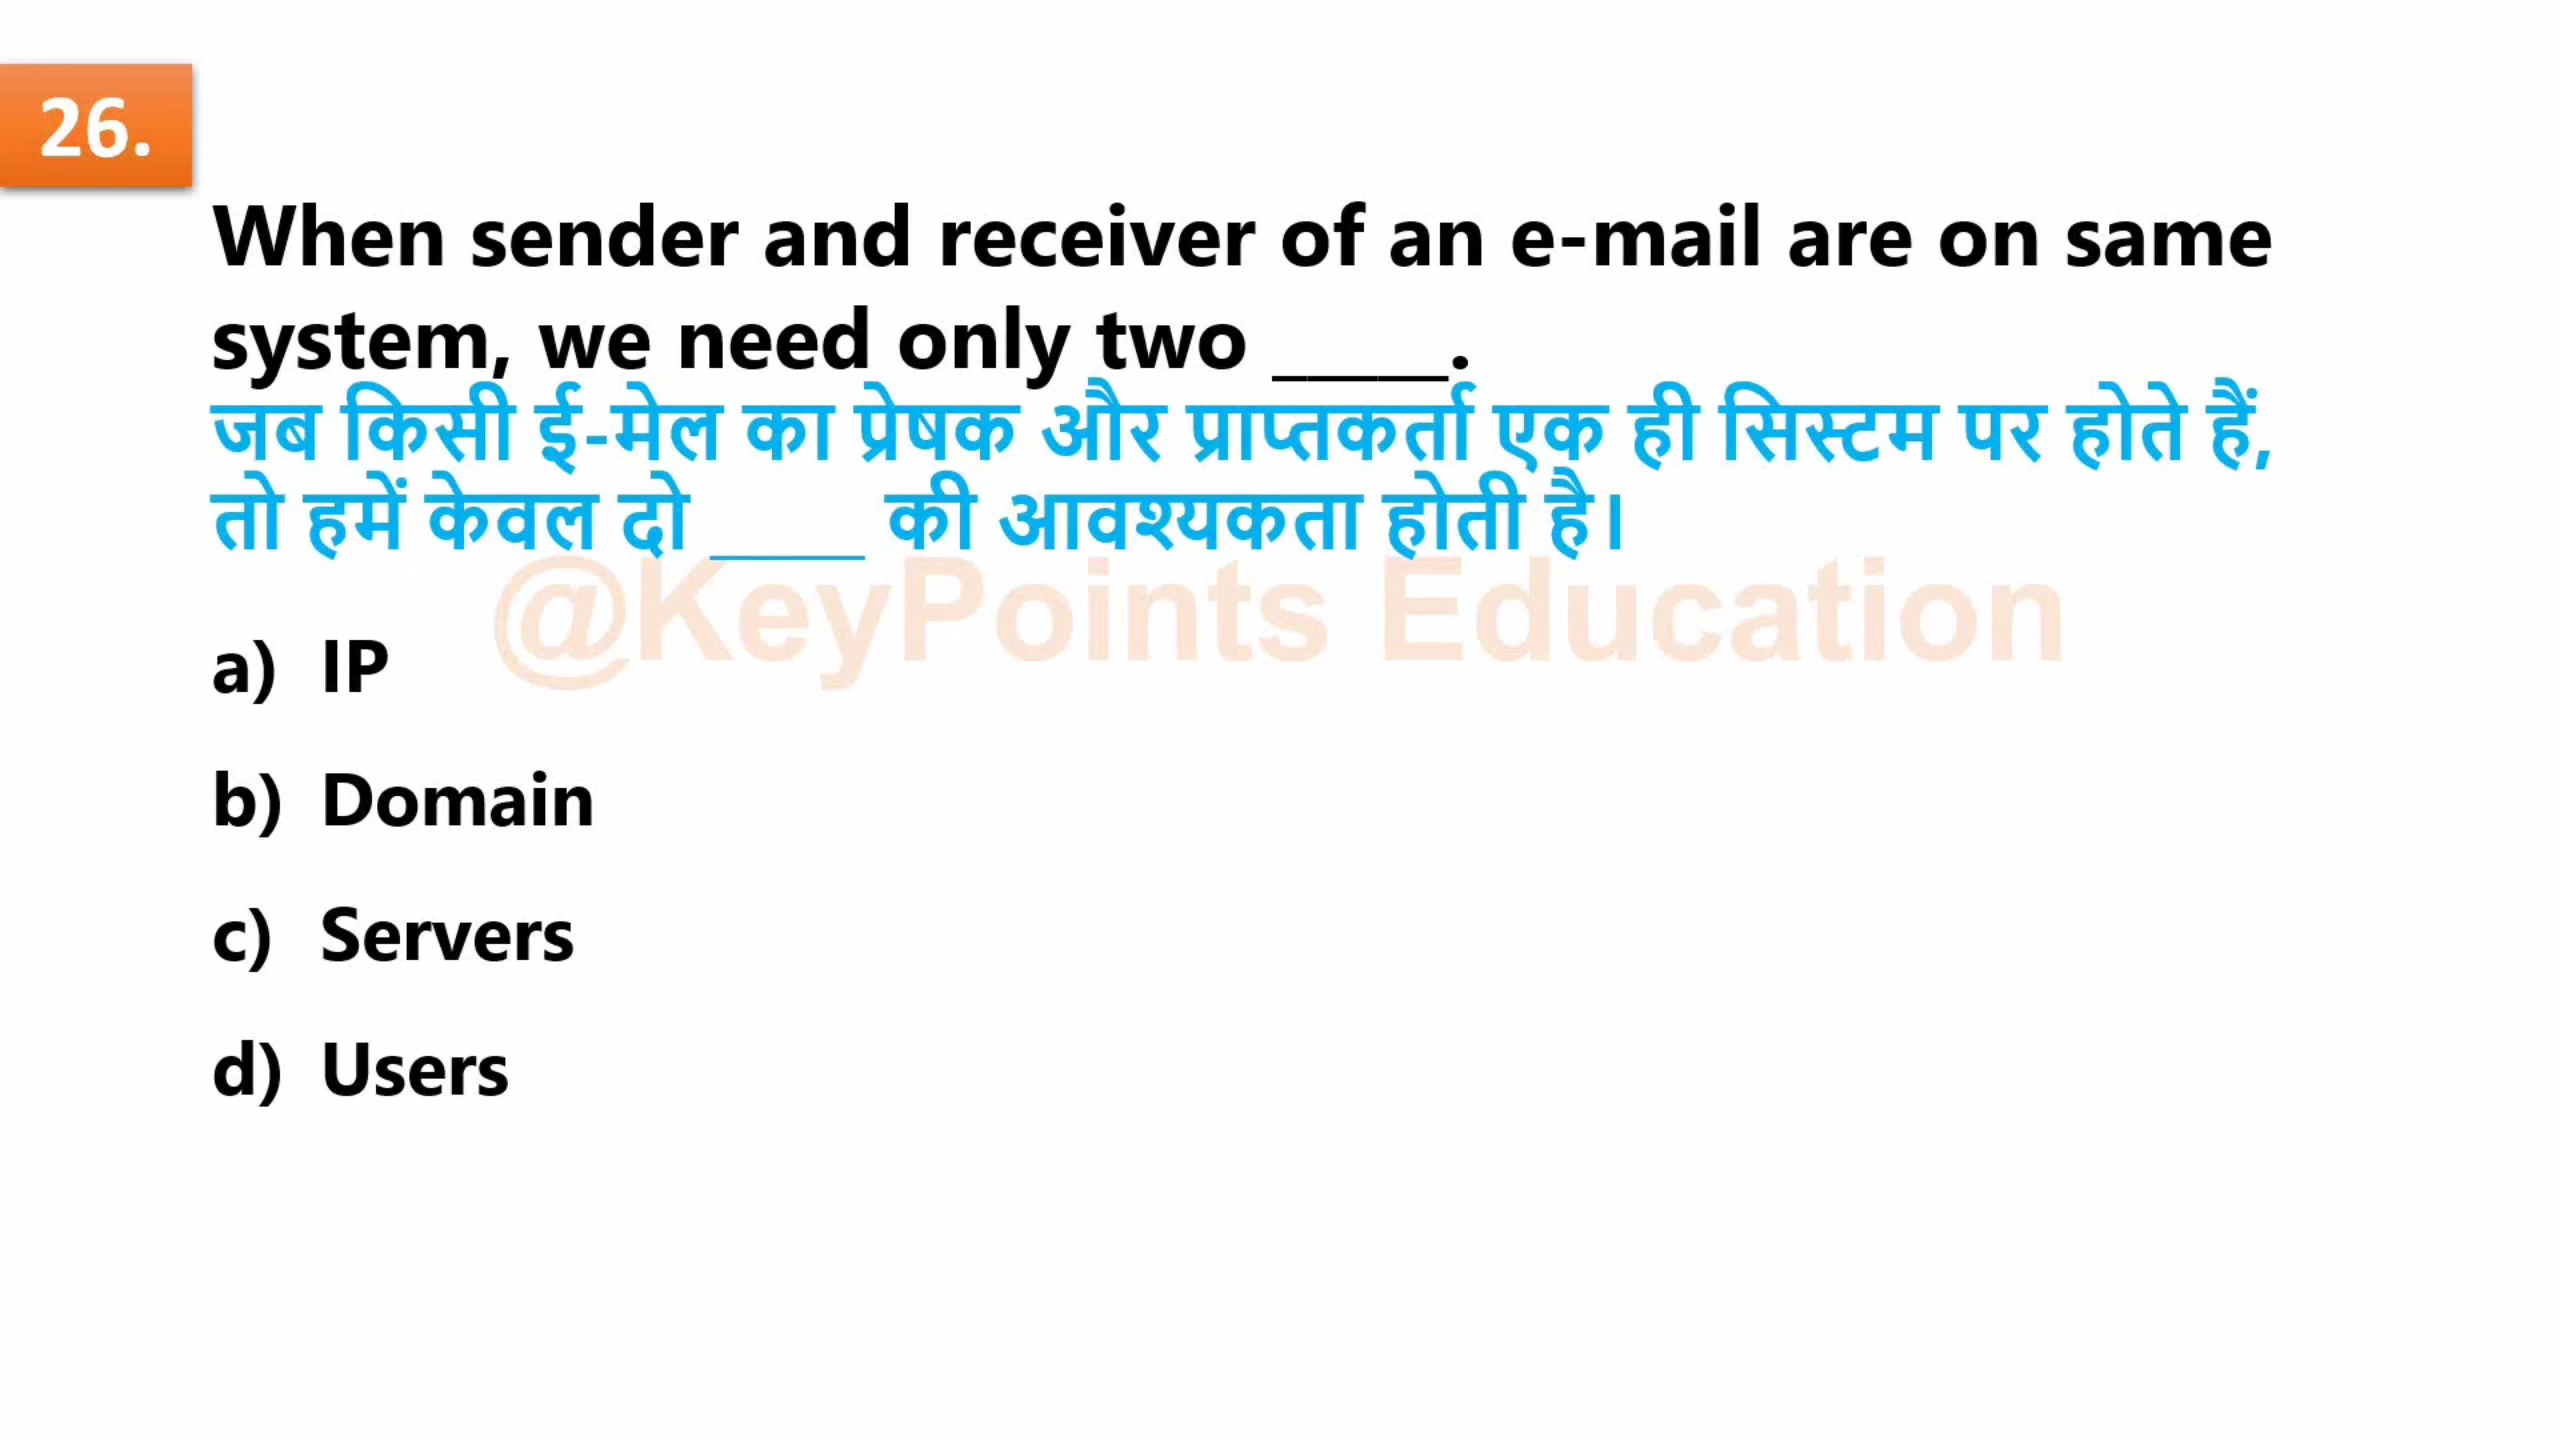 26.
When sender and receiver of an e-mail are on same
system, we need only two _____.
जब किसी ई-मेल का प्रेषक और प्राप्तकर्ता एक ही सिस्टम पर होते हैं,
तो हमें केवल दो _____ की आवश्यकता होती है।
@KeyPoints Education
a) IP
b) Domain
c) Servers
d) Users